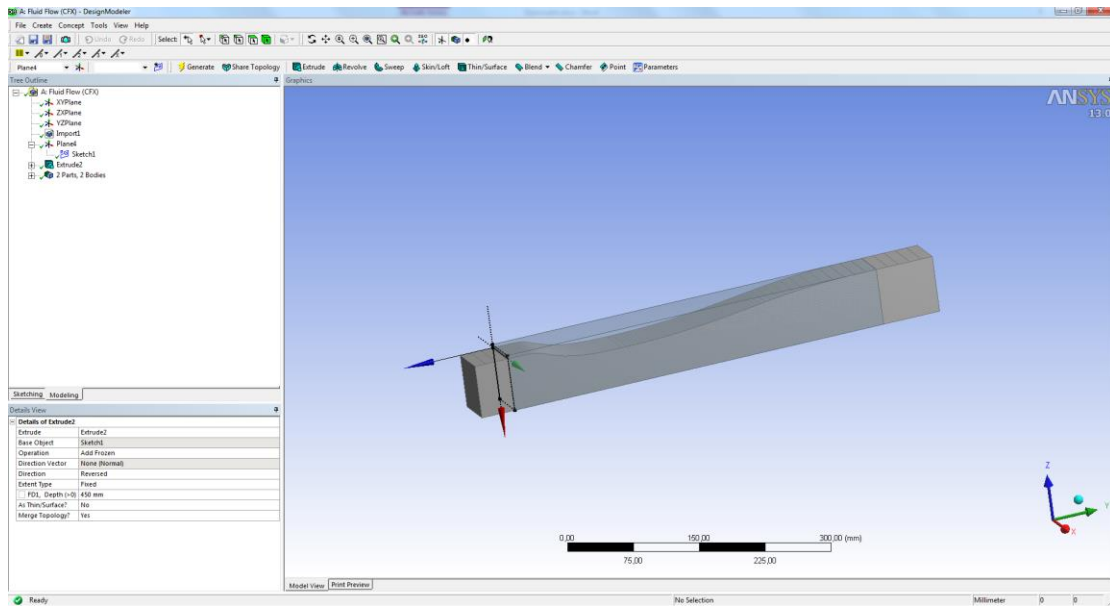 A: Fluid Flow (CFX) - DesignModeler
File Create Concept Tools View Help
Undo Redo Select:
Plane4 Generate Share Topology Extrude Revolve Sweep Skin/Loft Thin/Surface Blend Chamfer Point Parameters
Tree Outline
A: Fluid Flow (CFX)
XYPlane
ZXPlane
YZPlane
Import1
Plane4
Sketch1
Extrude2
2 Parts, 2 Bodies
Sketching Modeling
Details View
Details of Extrude2
Extrude Extrude2
Base Object Sketch1
Operation Add Frozen
Direction Vector None (Normal)
Direction Reversed
Extent Type Fixed
FD1, Depth (>0) 450 mm
As Thin/Surface? No
Merge Topology? Yes
Graphics
ANSYS
13.0
Z
Y
X
0,00 150,00 300,00 (mm)
75,00 225,00
Model View Print Preview
Ready No Selection Millimeter 0 0